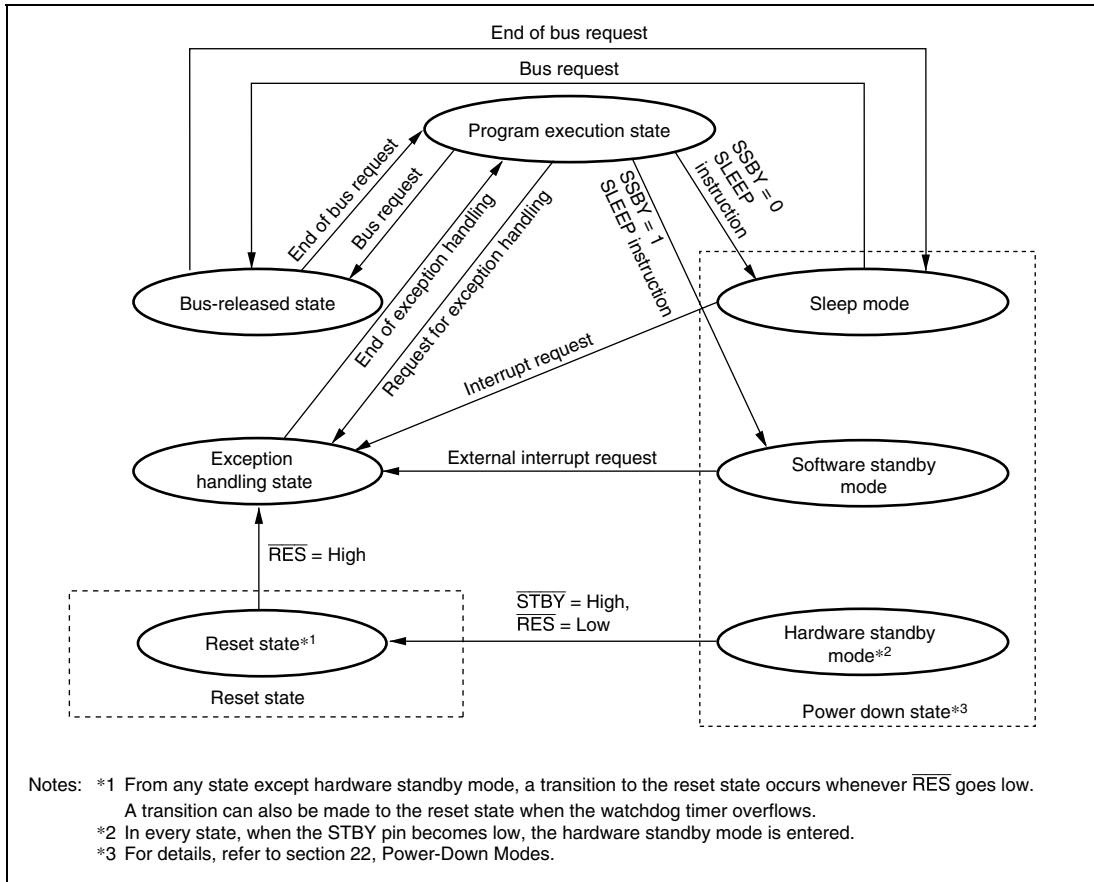 End of bus request
Bus request
Program execution state
End of bus request
Bus request
End of exception handling
Request for exception handling
SSBY = 1
SLEEP instruction
SSBY = 0
SLEEP
instruction
Bus-released state
Sleep mode
Interrupt request
Exception
handling state
External interrupt request
Software standby
mode
R̅E̅S̅ = High
S̅T̅B̅Y̅ = High,
R̅E̅S̅ = Low
Reset state*1
Hardware standby
mode*2
Reset state
Power down state*3
Notes: *1 From any state except hardware standby mode, a transition to the reset state occurs whenever R̅E̅S̅ goes low.
A transition can also be made to the reset state when the watchdog timer overflows.
*2 In every state, when the STBY pin becomes low, the hardware standby mode is entered.
*3 For details, refer to section 22, Power-Down Modes.